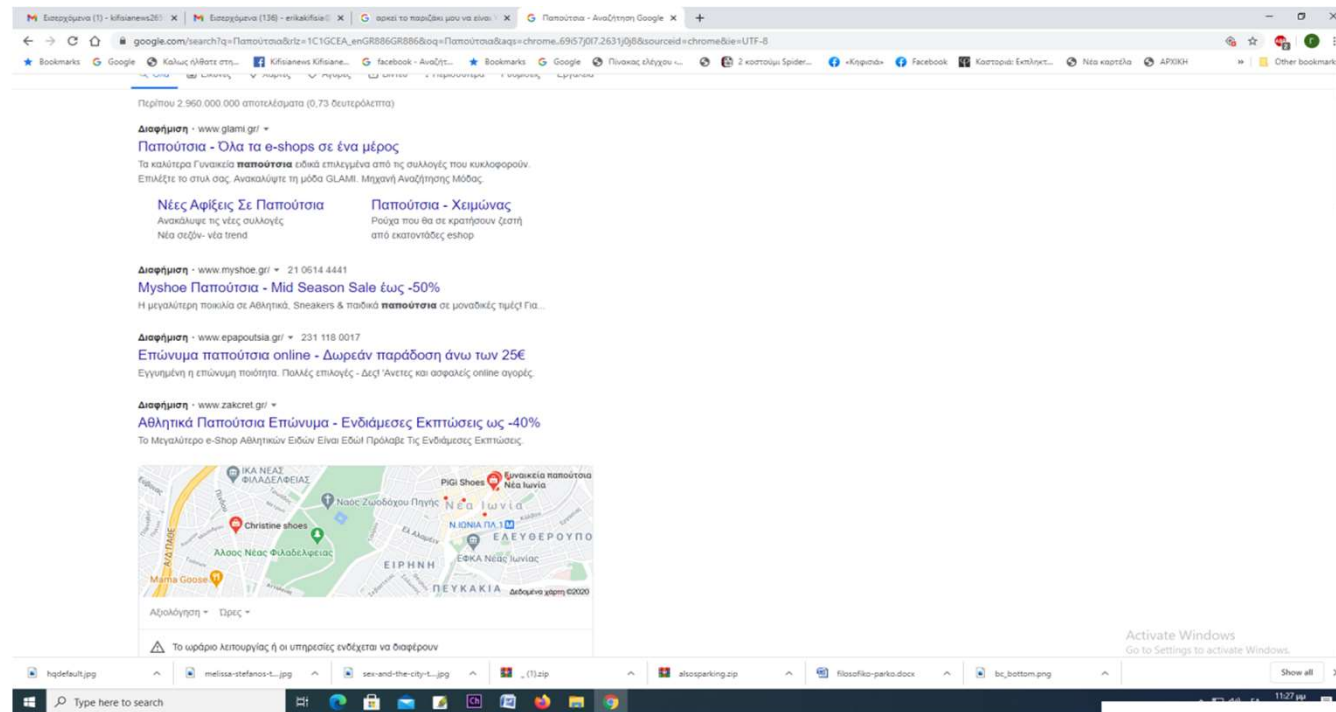 Εισερχόμενα (1) - kifisianews265
Εισερχόμενα (136) - erikakifisia
αρκεί το παριζάκι μου να είναι
Παπούτσια - Αναζήτηση Google
google.com/search?q=Παπούτσια&rlz=1C1GCEA_enGR886GR886&oq=Παπούτσια&aqs=chrome..69i57j0l7.2631j0j8&sourceid=chrome&ie=UTF-8
Bookmarks Google Καλως ήλθατε στη... Kifisianews Kifisiane... facebook - Αναζήτ... Bookmarks Google Πίνακας ελέγχου ‹... 2 κοστούμι Spider... «Κηφισιά» Facebook Καστοριά: Έκπληκτ... Νέα καρτέλα ΑΡΧΙΚΗ » Other bookmark
Περίπου 2.960.000.000 αποτελέσματα (0,73 δευτερόλεπτα)
Διαφήμιση · www.glami.gr/
Παπούτσια - Όλα τα e-shops σε ένα μέρος
Τα καλύτερα Γυναικεία παπούτσια ειδικά επιλεγμένα από τις συλλογές που κυκλοφορούν.
Επιλέξτε το στυλ σας. Ανακαλύψτε τη μόδα GLAMI. Μηχανή Αναζήτησης Μόδας.
Νέες Αφίξεις Σε Παπούτσια
Ανακάλυψε τις νέες συλλογές
Νέα σεζόν- νέα trend
Παπούτσια - Χειμώνας
Ρούχα που θα σε κρατήσουν ζεστή
από εκατοντάδες eshop
Διαφήμιση · www.myshoe.gr/ 21 0614 4441
Myshoe Παπούτσια - Mid Season Sale έως -50%
Η μεγαλύτερη ποικιλία σε Αθλητικά, Sneakers & παιδικά παπούτσια σε μοναδικές τιμές! Για...
Διαφήμιση · www.epapoutsia.gr/ 231 118 0017
Επώνυμα παπούτσια online - Δωρεάν παράδοση άνω των 25€
Εγγυημένη η επώνυμη ποιότητα. Πολλές επιλογές - Δες! Άνετες και ασφαλείς online αγορές.
Διαφήμιση · www.zakcret.gr/
Αθλητικά Παπούτσια Επώνυμα - Ενδιάμεσες Εκπτώσεις ως -40%
Το Μεγαλύτερο e-Shop Αθλητικών Ειδών Είναι Εδώ! Πρόλαβε Τις Ενδιάμεσες Εκπτώσεις.
ΙΚΑ ΝΕΑΣ
ΦΙΛΑΔΕΛΦΕΙΑΣ
PiGi Shoes
Νέα Ιωνία
Ναός Ζωοδόχου Πηγής
Νέα Ιωνία
Christine shoes
Ελ Αλαμέιν
Ν.ΙΩΝΙΑ ΠΛ.1
ΕΛΕΥΘΕΡΟΥΠΟ
Α/Δ ΠΑΘΕ
Άλσος Νέας Φιλαδέλφειας
ΕΙΡΗΝΗ
ΕΦΚΑ Νέας Ιωνίας
Mama Goose
ΠΕΥΚΑΚΙΑ
Δεδομένα χάρτη ©2020
Αξιολόγηση Ώρες
Το ωράριο λειτουργίας ή οι υπηρεσίες ενδέχεται να διαφέρουν
Activate Windows
Go to Settings to activate Windows.
hqdefault.jpg melissa-stefanos-t....jpg sex-and-the-city-t....jpg _ (1).zip alsosparking.zip filosofiko-parko.docx bc_bottom.png Show all
Type here to search
11:27 μμ